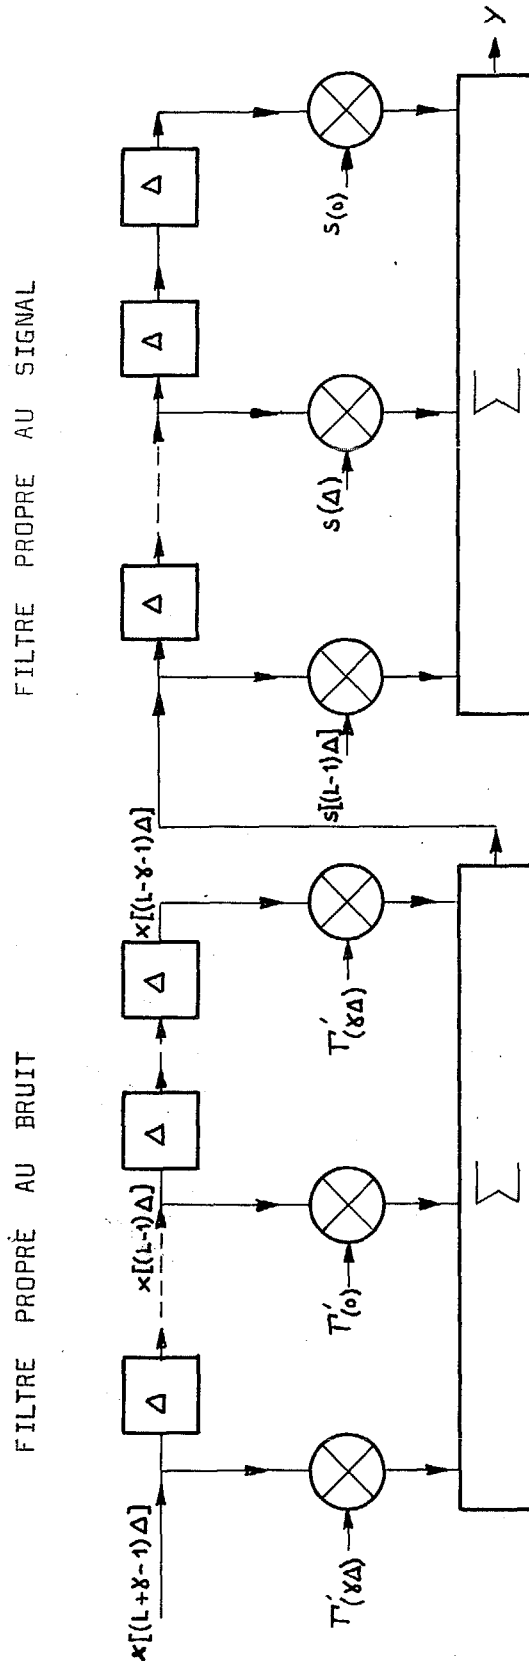 FILTRE PROPRE AU BRUIT
FILTRE PROPRE AU SIGNAL
x[(L+γ-1)Δ]
Δ
x[(L-1)Δ]
Δ
Δ
x[(L-γ-1)Δ]
Δ
Δ
Δ
Γ'(γΔ)
Γ'(0)
Γ'(γΔ)
s[(L-1)Δ]
s(Δ)
s(0)
Σ
Σ
y